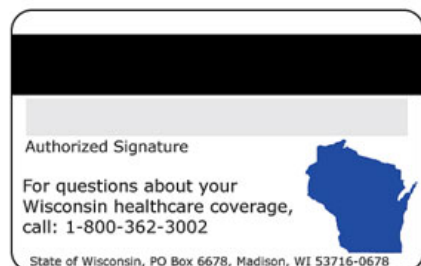 Authorized Signature
For questions about your
Wisconsin healthcare coverage,
call: 1-800-362-3002
State of Wisconsin, PO Box 6678, Madison, WI 53716-0678